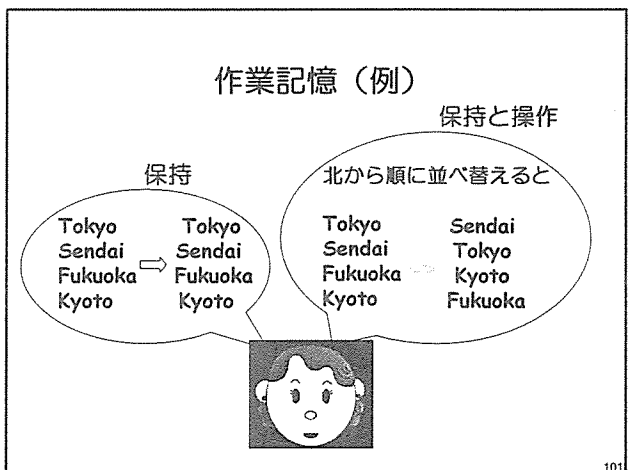 作業記憶（例）
保持と操作
保持
北から順に並べ替えると
Tokyo Tokyo
Sendai Sendai
Fukuoka ⇨ Fukuoka
Kyoto Kyoto
Tokyo Sendai
Sendai Tokyo
Fukuoka Kyoto
Kyoto Fukuoka
101